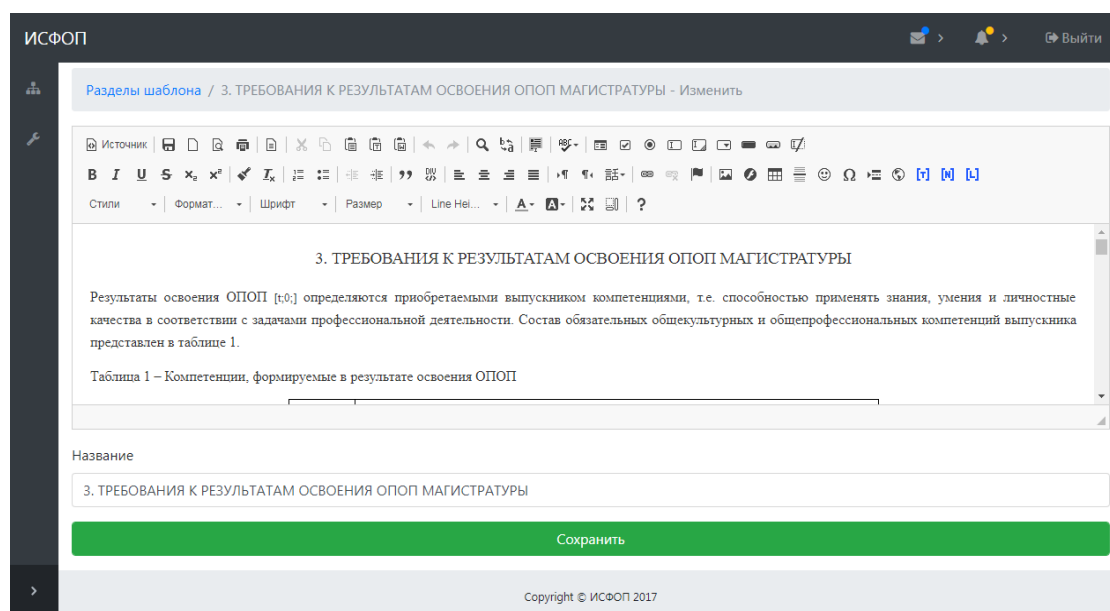 ИСФОП
Выйти
Разделы шаблона / 3. ТРЕБОВАНИЯ К РЕЗУЛЬТАТАМ ОСВОЕНИЯ ОПОП МАГИСТРАТУРЫ - Изменить
Источник
B I U S x₂ x² Ix [T] [N] [L]
Стили Формат... Шрифт Размер Line Hei... A A ?
3. ТРЕБОВАНИЯ К РЕЗУЛЬТАТАМ ОСВОЕНИЯ ОПОП МАГИСТРАТУРЫ
Результаты освоения ОПОП [t;0;] определяются приобретаемыми выпускником компетенциями, т.е. способностью применять знания, умения и личностные
качества в соответствии с задачами профессиональной деятельности. Состав обязательных общекультурных и общепрофессиональных компетенций выпускника
представлен в таблице 1.
Таблица 1 – Компетенции, формируемые в результате освоения ОПОП
Название
3. ТРЕБОВАНИЯ К РЕЗУЛЬТАТАМ ОСВОЕНИЯ ОПОП МАГИСТРАТУРЫ
Сохранить
Copyright © ИСФОП 2017